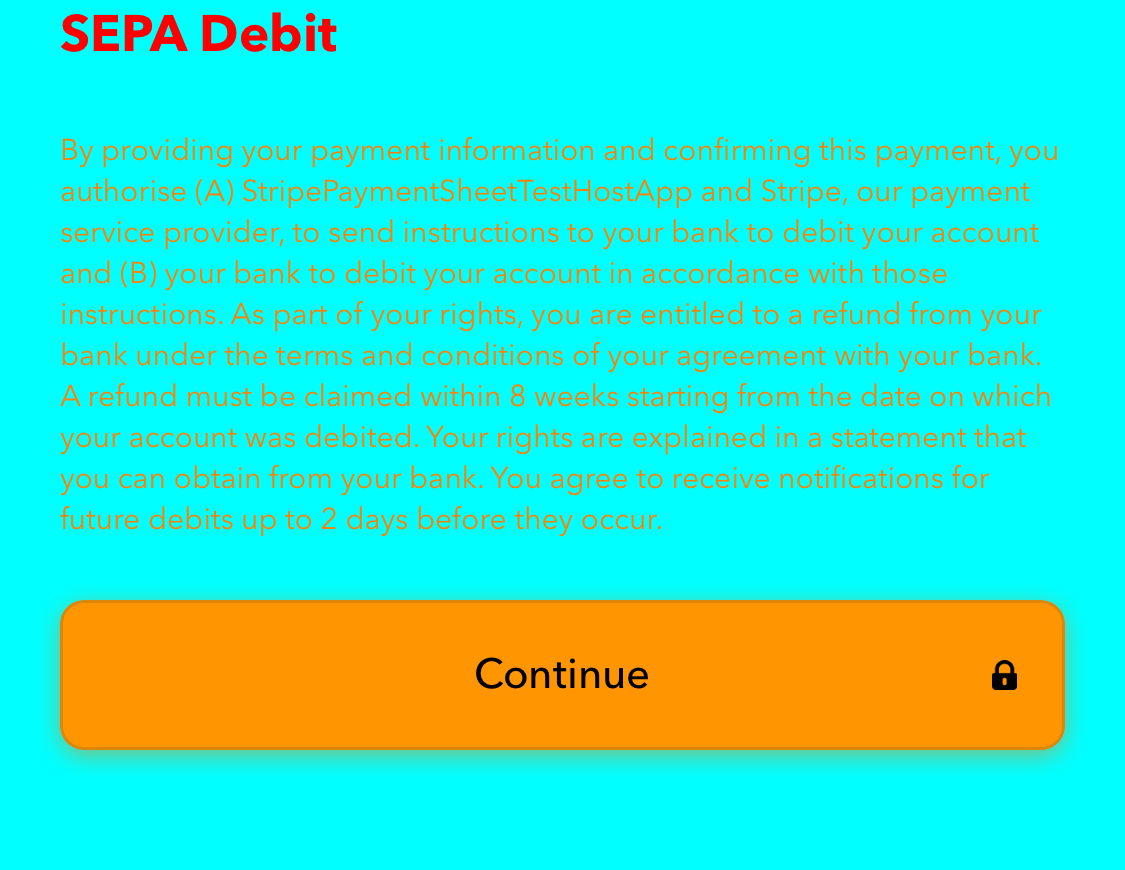 SEPA Debit
By providing your payment information and confirming this payment, you
authorise (A) StripePaymentSheetTestHostApp and Stripe, our payment
service provider, to send instructions to your bank to debit your account
and (B) your bank to debit your account in accordance with those
instructions. As part of your rights, you are entitled to a refund from your
bank under the terms and conditions of your agreement with your bank.
A refund must be claimed within 8 weeks starting from the date on which
your account was debited. Your rights are explained in a statement that
you can obtain from your bank. You agree to receive notifications for
future debits up to 2 days before they occur.
Continue